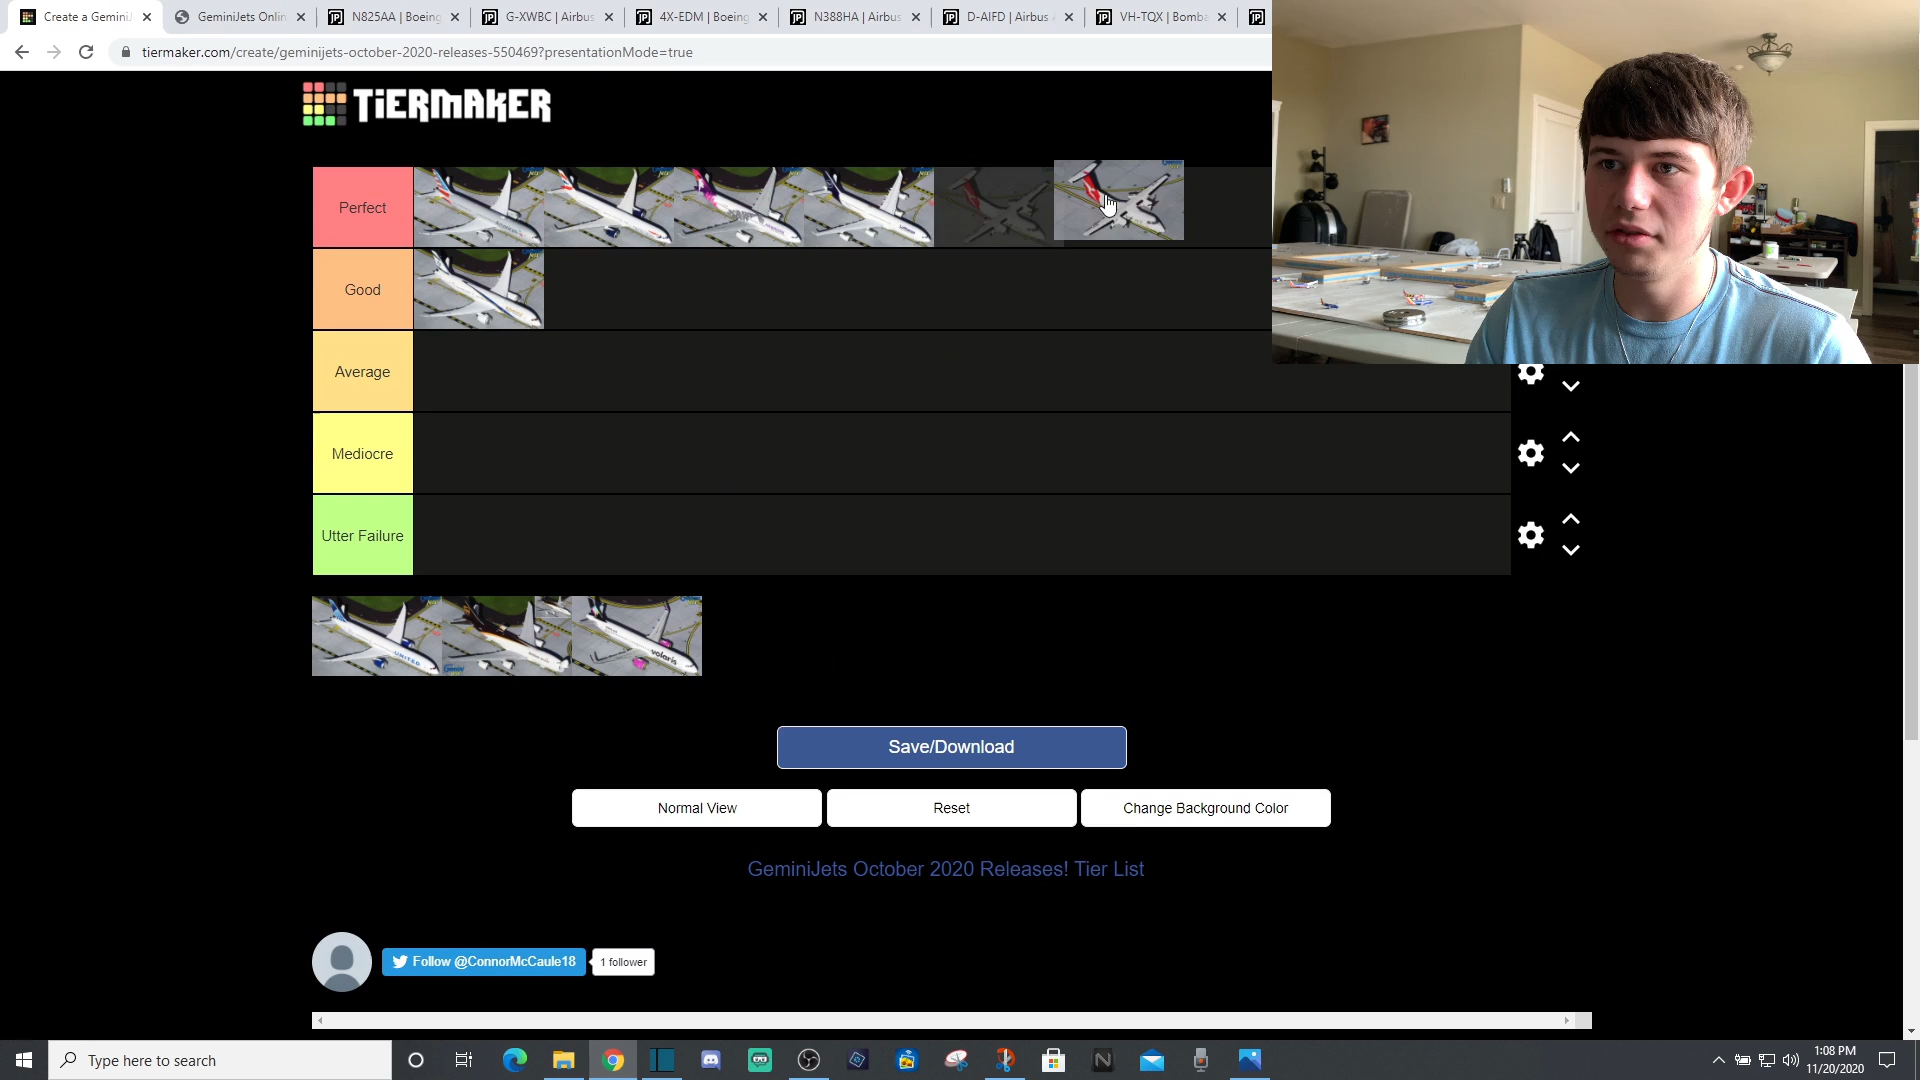 Create a GeminiJ
GeminiJets Onlin
N825AA | Boeing
G-XWBC | Airbus
4X-EDM | Boeing
N388HA | Airbus
D-AIFD | Airbus
VH-TQX | Bomba
tiermaker.com/create/geminijets-october-2020-releases-550469?presentationMode=true
TiERMAKER
Perfect
Good
Average
Mediocre
Utter Failure
UNITED
volaris
Save/Download
Normal View
Reset
Change Background Color
GeminiJets October 2020 Releases! Tier List
Follow @ConnorMcCaule18
1 follower
Type here to search
1:08 PM
11/20/2020